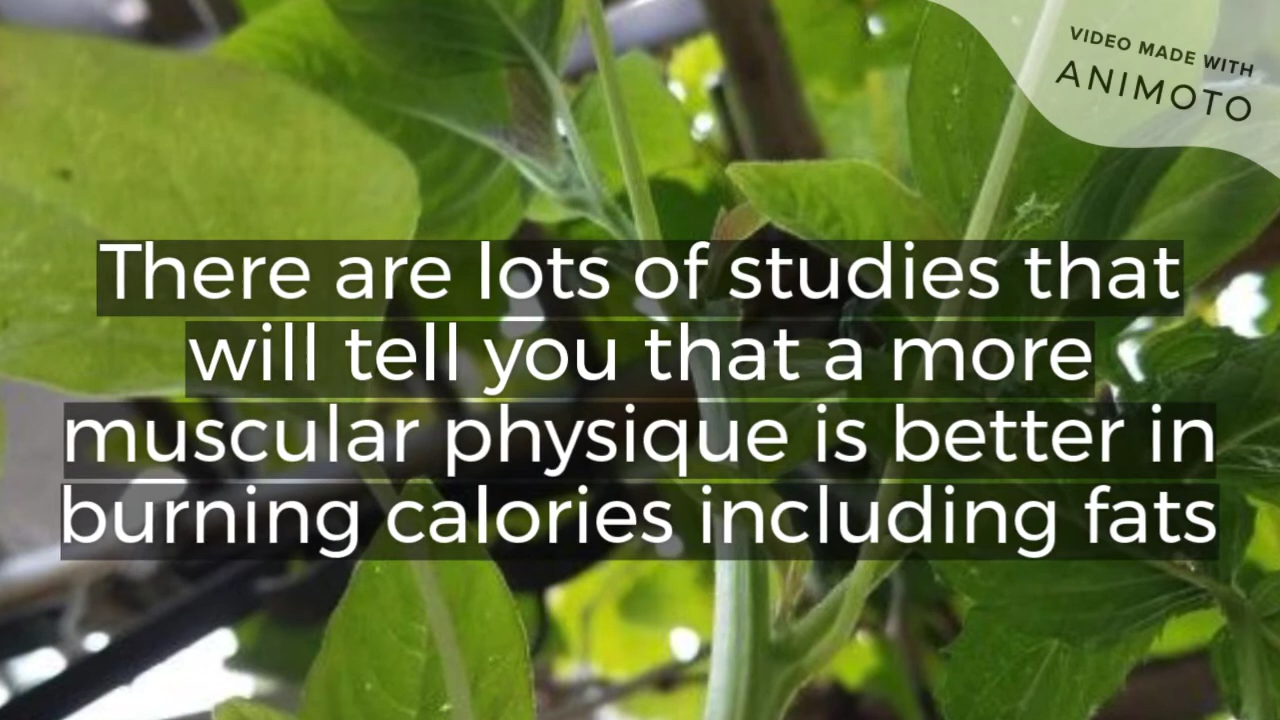 VIDEO MADE WITH
ANIMOTO
There are lots of studies that
will tell you that a more
muscular physique is better in
burning calories including fats